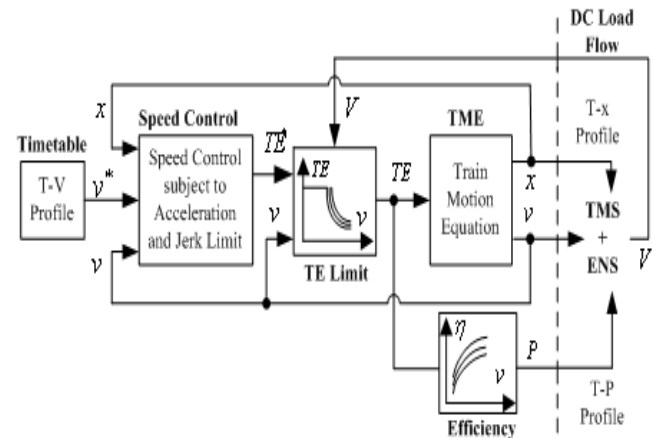 DC Load
Flow
x
V
Timetable
Speed Control
TME
T-x
Profile
T-V
Profile
v*
Speed Control
subject to
Acceleration
and Jerk Limit
TE*
v
TE
v
TE Limit
TE
Train
Motion
Equation
x
v
TMS
+
ENS
V
v
η
v
P
Efficiency
T-P
Profile